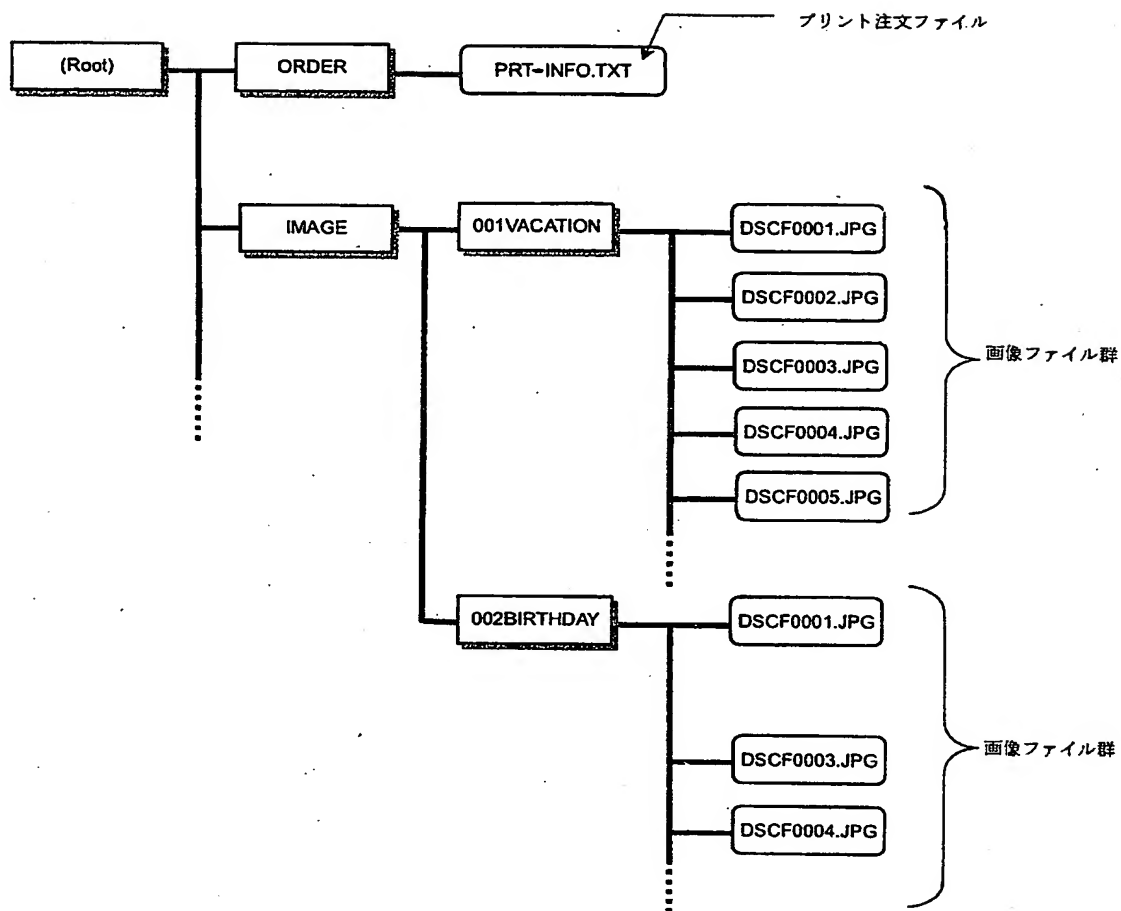 プリント注文ファイル
(Root)
ORDER
PRT-INFO.TXT
IMAGE
001VACATION
DSCF0001.JPG
DSCF0002.JPG
DSCF0003.JPG
DSCF0004.JPG
DSCF0005.JPG
画像ファイル群
002BIRTHDAY
DSCF0001.JPG
DSCF0003.JPG
DSCF0004.JPG
画像ファイル群